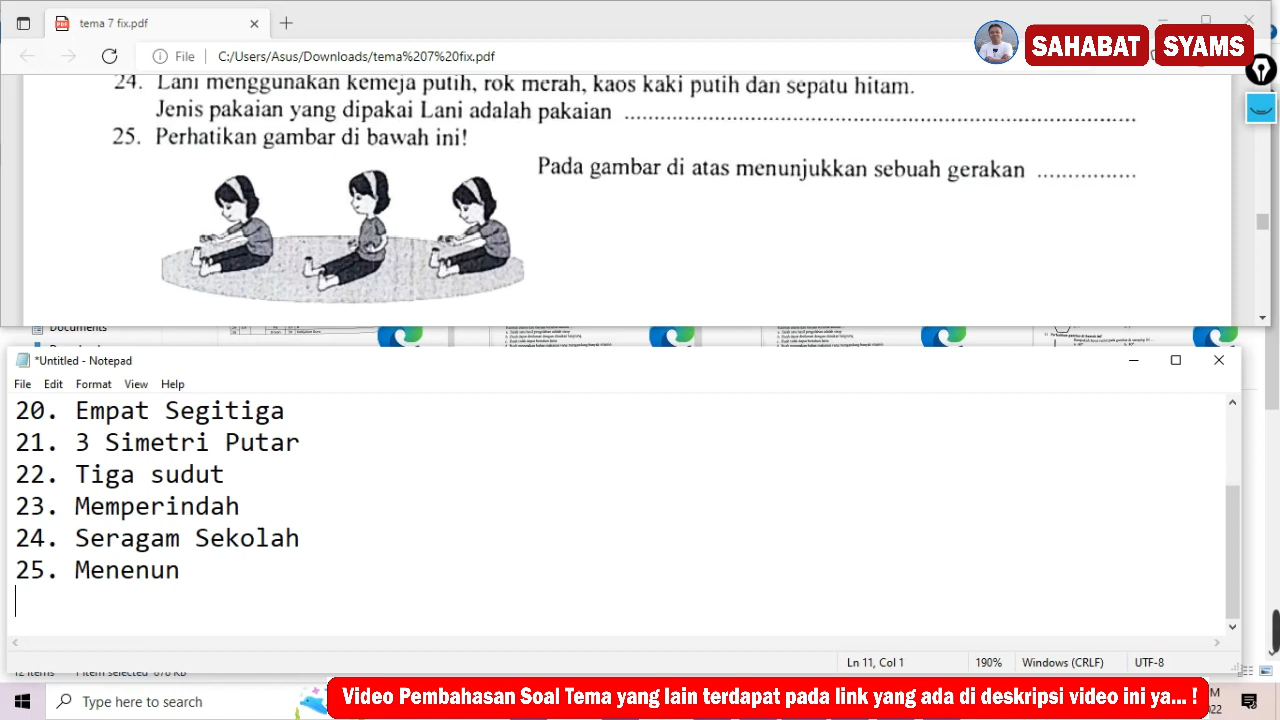 tema 7 fix.pdf
File
C:/Users/Asus/Downloads/tema%207%20fix.pdf
SAHABAT SYAMS
24. Lani menggunakan kemeja putih, rok merah, kaos kaki putih dan sepatu hitam.
Jenis pakaian yang dipakai Lani adalah pakaian ........................................
25. Perhatikan gambar di bawah ini!
Pada gambar di atas menunjukkan sebuah gerakan ................
Documents
*Untitled - Notepad
File Edit Format View Help
20. Empat Segitiga
21. 3 Simetri Putar
22. Tiga sudut
23. Memperindah
24. Seragam Sekolah
25. Menenun
Ln 11, Col 1
190%
Windows (CRLF)
UTF-8
Type here to search
Video Pembahasan Soal Tema yang lain terdapat pada link yang ada di deskripsi video ini ya... !